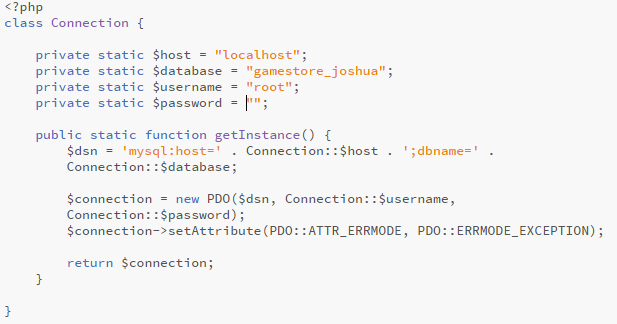 <?php
class Connection {
private static $host = "localhost";
private static $database = "gamestore_joshua";
private static $username = "root";
private static $password = "";
public static function getInstance() {
$dsn = 'mysql:host=' . Connection::$host . ';dbname=' .
Connection::$database;
$connection = new PDO($dsn, Connection::$username,
Connection::$password);
$connection->setAttribute(PDO::ATTR_ERRMODE, PDO::ERRMODE_EXCEPTION);
return $connection;
}
}